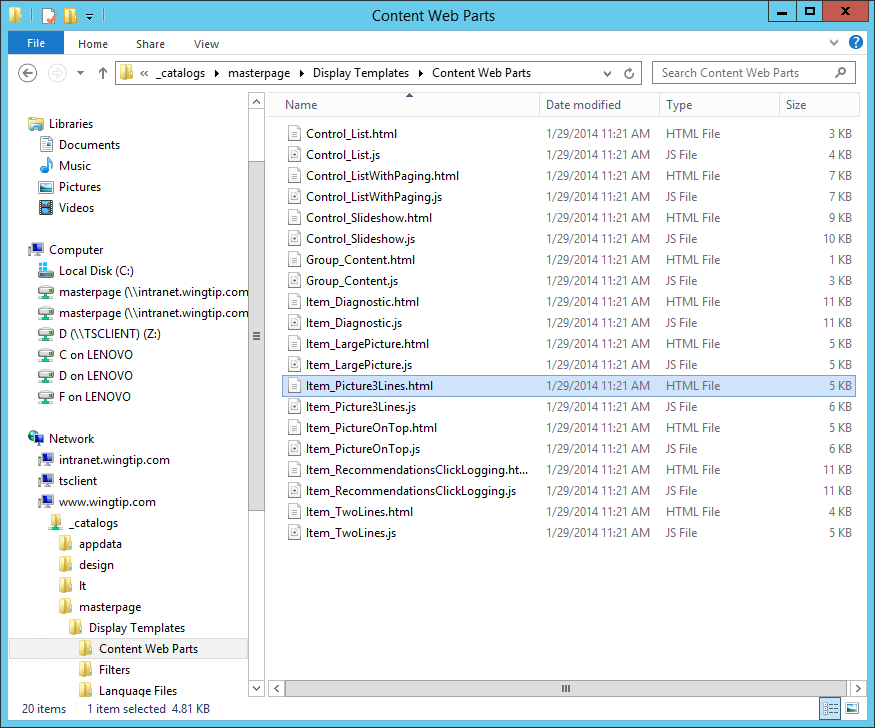 Content Web Parts
File Home Share View
« _catalogs masterpage Display Templates Content Web Parts Search Content Web Parts
Name Date modified Type Size
Libraries
Documents
Music
Pictures
Videos
Computer
Local Disk (C:)
masterpage (\\intranet.wingtip.com
masterpage (\\intranet.wingtip.com
D (\\TSCLIENT) (Z:)
C on LENOVO
D on LENOVO
F on LENOVO
Network
intranet.wingtip.com
tsclient
www.wingtip.com
_catalogs
appdata
design
lt
masterpage
Display Templates
Content Web Parts
Filters
Language Files
Control_List.html 1/29/2014 11:21 AM HTML File 3 KB
Control_List.js 1/29/2014 11:21 AM JS File 4 KB
Control_ListWithPaging.html 1/29/2014 11:21 AM HTML File 7 KB
Control_ListWithPaging.js 1/29/2014 11:21 AM JS File 7 KB
Control_Slideshow.html 1/29/2014 11:21 AM HTML File 9 KB
Control_Slideshow.js 1/29/2014 11:21 AM JS File 10 KB
Group_Content.html 1/29/2014 11:21 AM HTML File 1 KB
Group_Content.js 1/29/2014 11:21 AM JS File 3 KB
Item_Diagnostic.html 1/29/2014 11:21 AM HTML File 11 KB
Item_Diagnostic.js 1/29/2014 11:21 AM JS File 11 KB
Item_LargePicture.html 1/29/2014 11:21 AM HTML File 5 KB
Item_LargePicture.js 1/29/2014 11:21 AM JS File 5 KB
Item_Picture3Lines.html 1/29/2014 11:21 AM HTML File 5 KB
Item_Picture3Lines.js 1/29/2014 11:21 AM JS File 6 KB
Item_PictureOnTop.html 1/29/2014 11:21 AM HTML File 5 KB
Item_PictureOnTop.js 1/29/2014 11:21 AM JS File 6 KB
Item_RecommendationsClickLogging.ht... 1/29/2014 11:21 AM HTML File 11 KB
Item_RecommendationsClickLogging.js 1/29/2014 11:21 AM JS File 11 KB
Item_TwoLines.html 1/29/2014 11:21 AM HTML File 4 KB
Item_TwoLines.js 1/29/2014 11:21 AM JS File 5 KB
20 items 1 item selected 4.81 KB